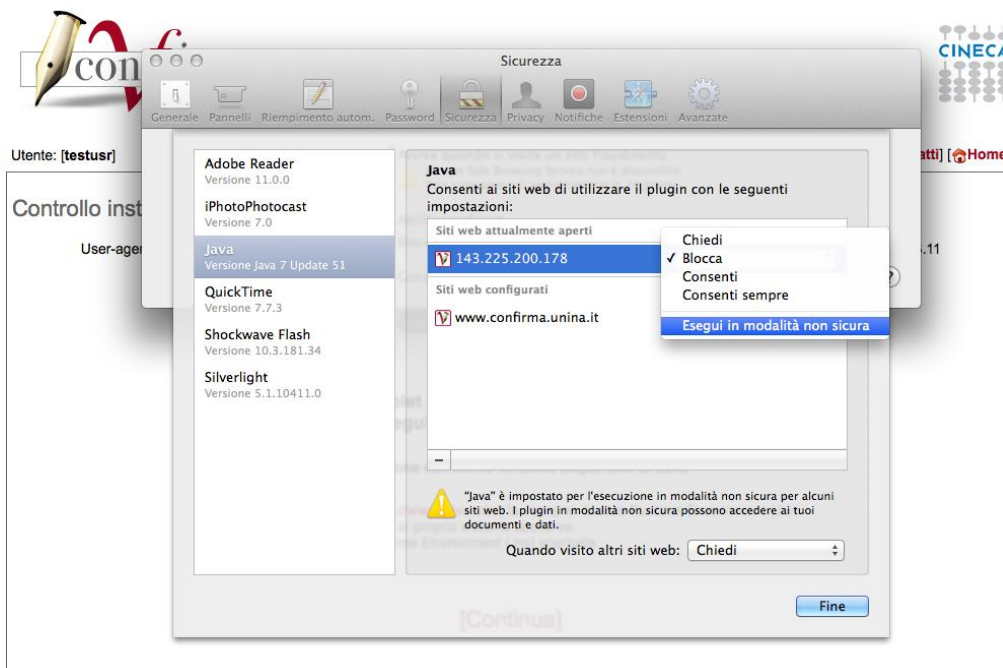 con
CINECA
Sicurezza
Generale Pannelli Riempimento autom. Password Sicurezza Privacy Notifiche Estensioni Avanzate
Utente: [testusr]
atti] [Home
Controllo inst
User-age
.11
Adobe Reader
Versione 11.0.0
iPhotoPhotocast
Versione 7.0
Java
Versione Java 7 Update 51
QuickTime
Versione 7.7.3
Shockwave Flash
Versione 10.3.181.34
Silverlight
Versione 5.1.10411.0
Java
Consenti ai siti web di utilizzare il plugin con le seguenti
impostazioni:
Siti web attualmente aperti
143.225.200.178
Siti web configurati
www.confirma.unina.it
Chiedi
✓ Blocca
Consenti
Consenti sempre
Esegui in modalità non sicura
?
−
“Java” è impostato per l'esecuzione in modalità non sicura per alcuni
siti web. I plugin in modalità non sicura possono accedere ai tuoi
documenti e dati.
Quando visito altri siti web: Chiedi
Fine
[Continua]